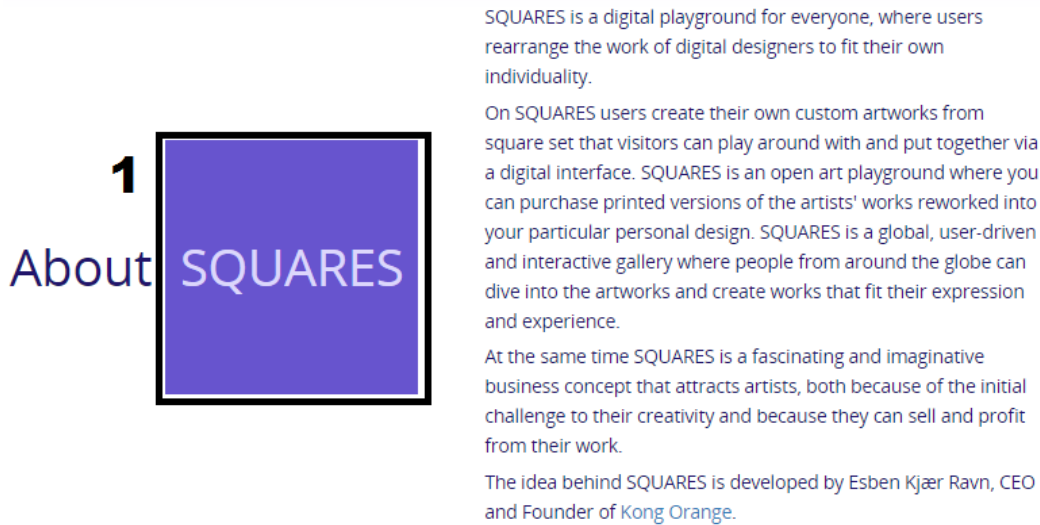 1
About SQUARES
SQUARES is a digital playground for everyone, where users
rearrange the work of digital designers to fit their own
individuality.
On SQUARES users create their own custom artworks from
square set that visitors can play around with and put together via
a digital interface. SQUARES is an open art playground where you
can purchase printed versions of the artists' works reworked into
your particular personal design. SQUARES is a global, user-driven
and interactive gallery where people from around the globe can
dive into the artworks and create works that fit their expression
and experience.
At the same time SQUARES is a fascinating and imaginative
business concept that attracts artists, both because of the initial
challenge to their creativity and because they can sell and profit
from their work.
The idea behind SQUARES is developed by Esben Kjær Ravn, CEO
and Founder of Kong Orange.